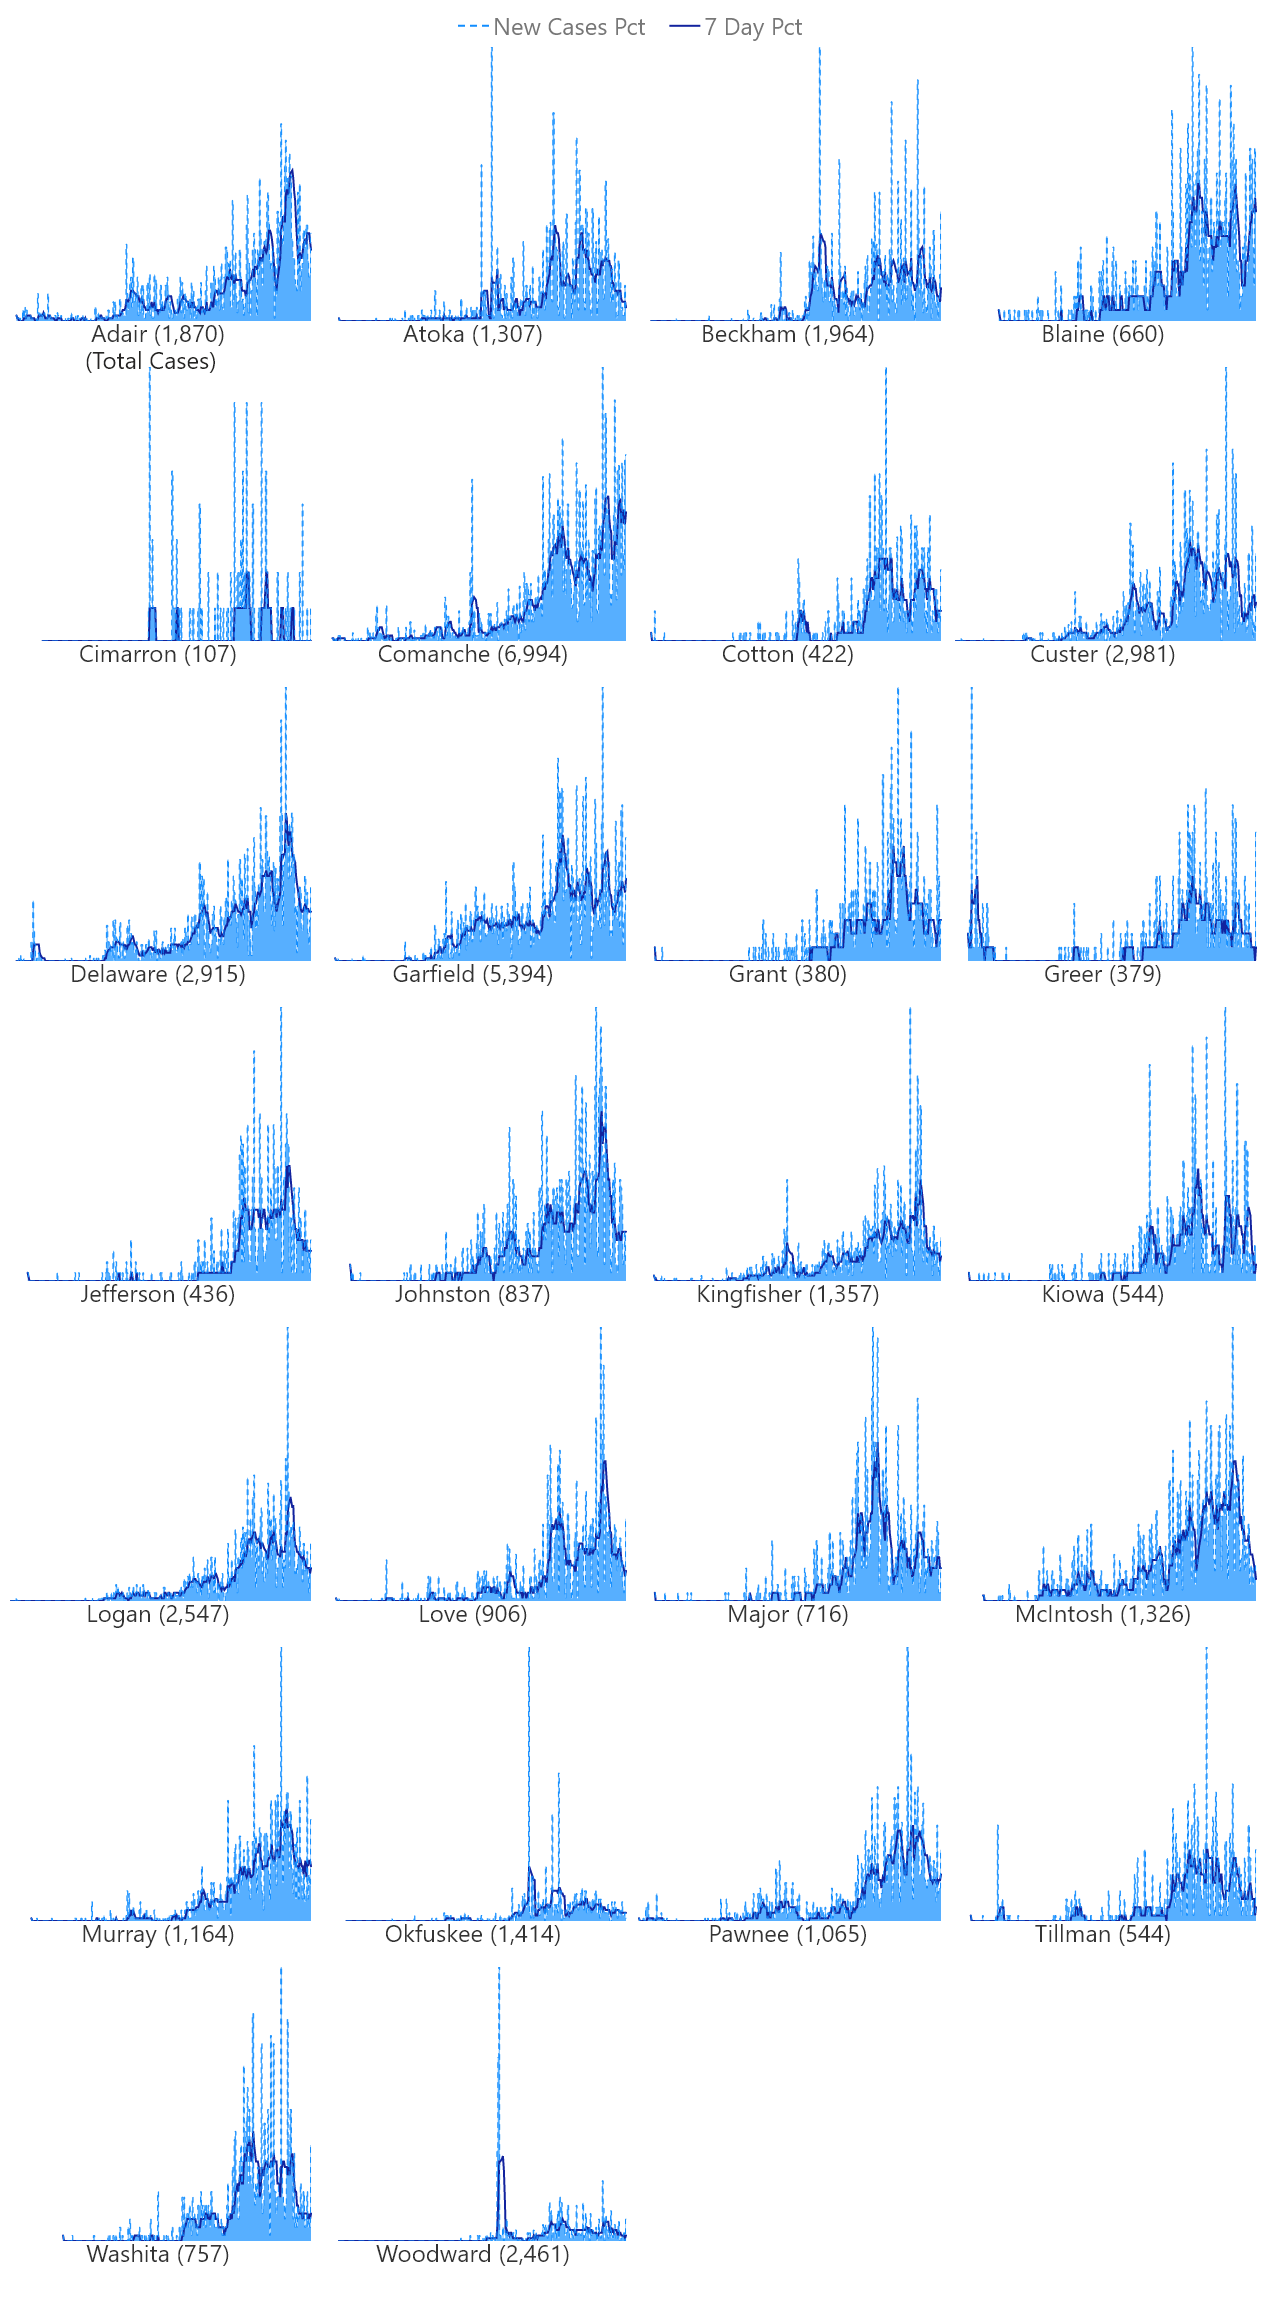 New Cases Pct 7 Day Pct
Adair (1,870) Atoka (1,307) Beckham (1,964) Blaine (660)
(Total Cases)
Cimarron (107) Comanche (6,994) Cotton (422) Custer (2,981)
Delaware (2,915) Garfield (5,394) Grant (380) Greer (379)
Jefferson (436) Johnston (837) Kingfisher (1,357) Kiowa (544)
Logan (2,547) Love (906) Major (716) McIntosh (1,326)
Murray (1,164) Okfuskee (1,414) Pawnee (1,065) Tillman (544)
Washita (757) Woodward (2,461)